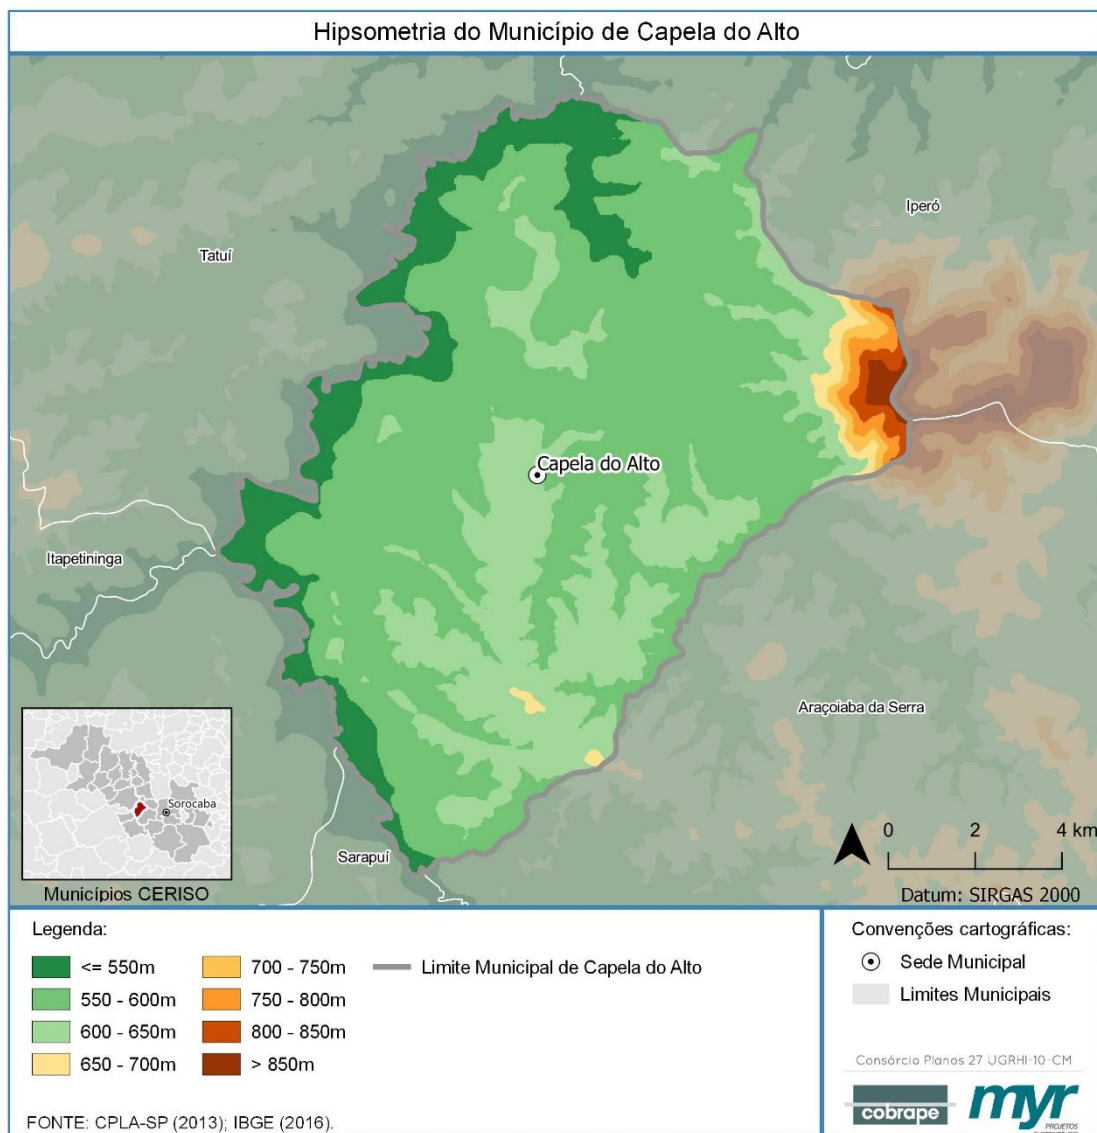 Hipsometria do Município de Capela do Alto
Iperó
Tatuí
Capela do Alto
Itapetininga
Araçoiaba da Serra
Sorocaba
Sarapuí
0 2 4 km
Municípios CERISO
Datum: SIRGAS 2000
Legenda:
<= 550m
550 - 600m
600 - 650m
650 - 700m
700 - 750m
750 - 800m
800 - 850m
> 850m
Limite Municipal de Capela do Alto
FONTE: CPLA-SP (2013); IBGE (2016).
Convenções cartográficas:
Sede Municipal
Limites Municipais
Consórcio Planos 27 UGRHI-10-CM
cobrape
myr
PROJETOS